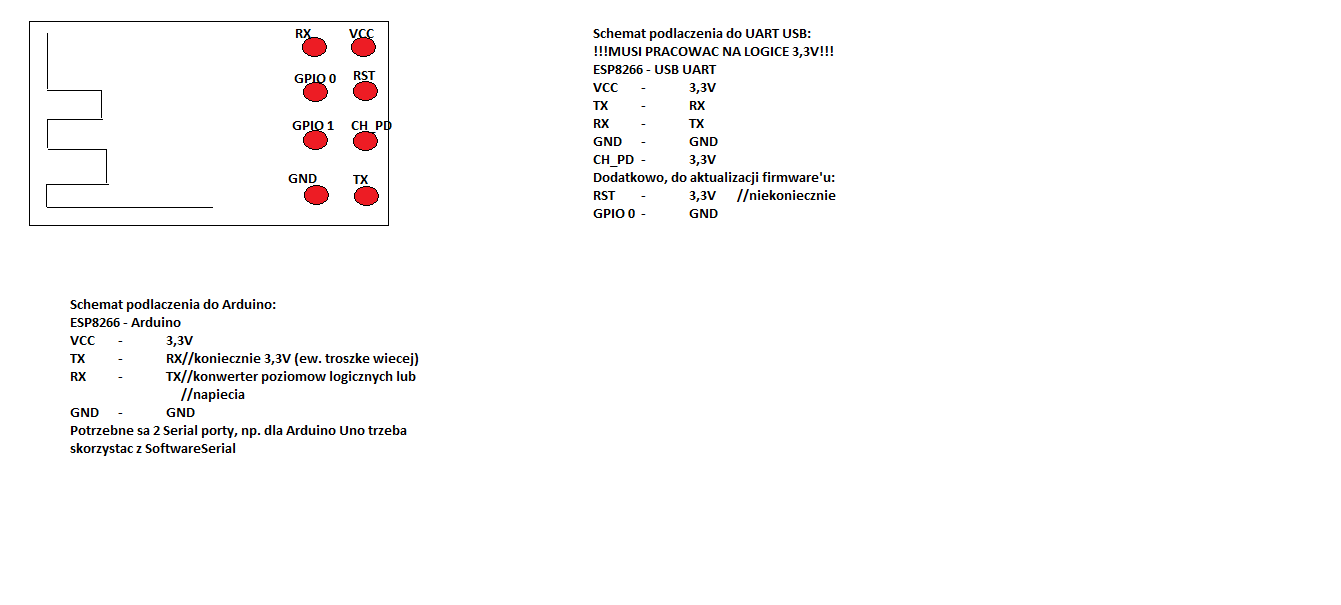 RX VCC
GPIO 0 RST
GPIO 1 CH_PD
GND TX
Schemat podlaczenia do UART USB:
!!!MUSI PRACOWAC NA LOGICE 3,3V!!!
ESP8266 - USB UART
VCC - 3,3V
TX - RX
RX - TX
GND - GND
CH_PD - 3,3V
Dodatkowo, do aktualizacji firmware'u:
RST - 3,3V //niekoniecznie
GPIO 0 - GND
Schemat podlaczenia do Arduino:
ESP8266 - Arduino
VCC - 3,3V
TX - RX//koniecznie 3,3V (ew. troszke wiecej)
RX - TX//konwerter poziomow logicznych lub
//napiecia
GND - GND
Potrzebne sa 2 Serial porty, np. dla Arduino Uno trzeba
skorzystac z SoftwareSerial